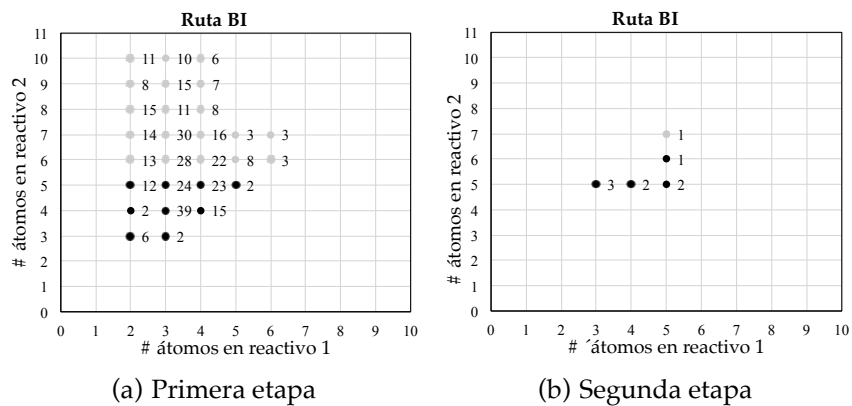 Ruta BI
11
10
9
8
7
6
5
4
3
2
1
0
# átomos en reactivo 2
11 10 6
8 15 7
15 11 8
14 30 16 3 3
13 28 22 8 3
12 24 23 2
2 39 15
6 2
0 1 2 3 4 5 6 7 8 9 10
# átomos en reactivo 1
(a) Primera etapa
Ruta BI
11
10
9
8
7
6
5
4
3
2
1
0
# átomos en reactivo 2
1
1
3 2 2
0 1 2 3 4 5 6 7 8 9 10
# ´átomos en reactivo 1
(b) Segunda etapa